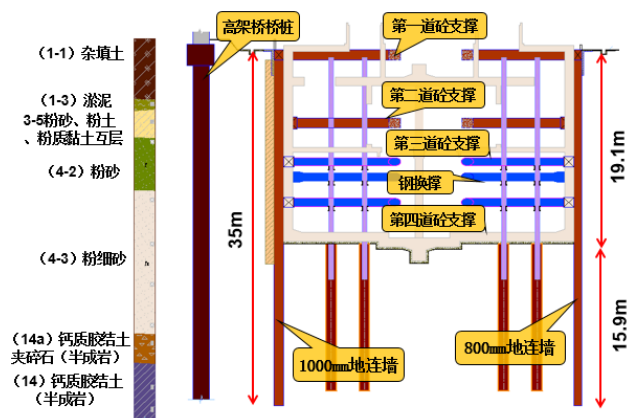 高架桥桥桩
第一道砼支撑
(1-1) 杂填土
(1-3) 淤泥
3-5粉砂、粉土
、粉质黏土互层
第二道砼支撑
第三道砼支撑
(4-2) 粉砂
钢换撑
19.1m
35m
第四道砼支撑
(4-3) 粉细砂
15.9m
(14a) 钙质胶结土
夹碎石（半成岩）
800mm地连墙
1000mm地连墙
(14) 钙质胶结土
(半成岩)